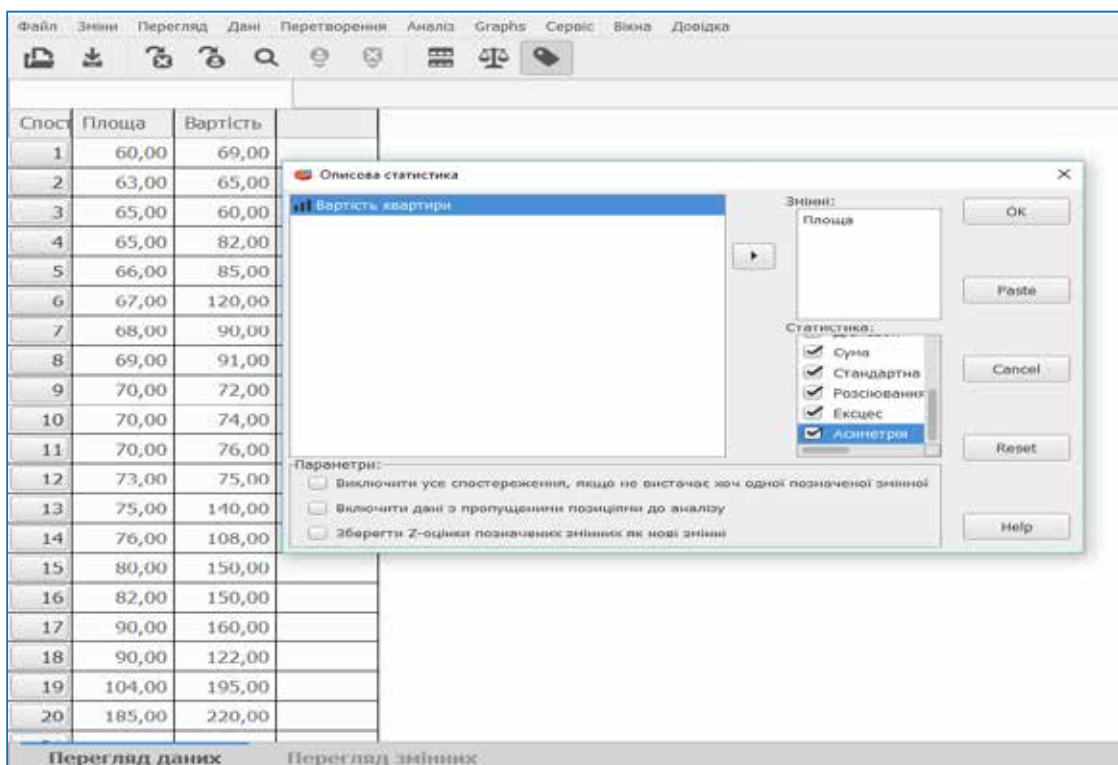 Файл Зміни Перегляд Дані Перетворення Аналіз Graphs Сервіс Вікна Довідка
Спост Площа Вартість
1 60,00 69,00
2 63,00 65,00
3 65,00 60,00
4 65,00 82,00
5 66,00 85,00
6 67,00 120,00
7 68,00 90,00
8 69,00 91,00
9 70,00 72,00
10 70,00 74,00
11 70,00 76,00
12 73,00 75,00
13 75,00 140,00
14 76,00 108,00
15 80,00 150,00
16 82,00 150,00
17 90,00 160,00
18 90,00 122,00
19 104,00 195,00
20 185,00 220,00
Описова статистика
Вартість квартири
Змінні:
Площа
Статистика:
Сума
Стандартна
Розсіювання
Ексцес
Асиметрія
OK
Paste
Cancel
Reset
Help
Параметри:
Виключити усе спостереження, якщо не вистачає хоч одної позначеної змінної
Включити дані з пропущеними позиціями до аналізу
Зберегти Z-оцінки позначених змінних як нові змінні
Перегляд даних Перегляд змінних